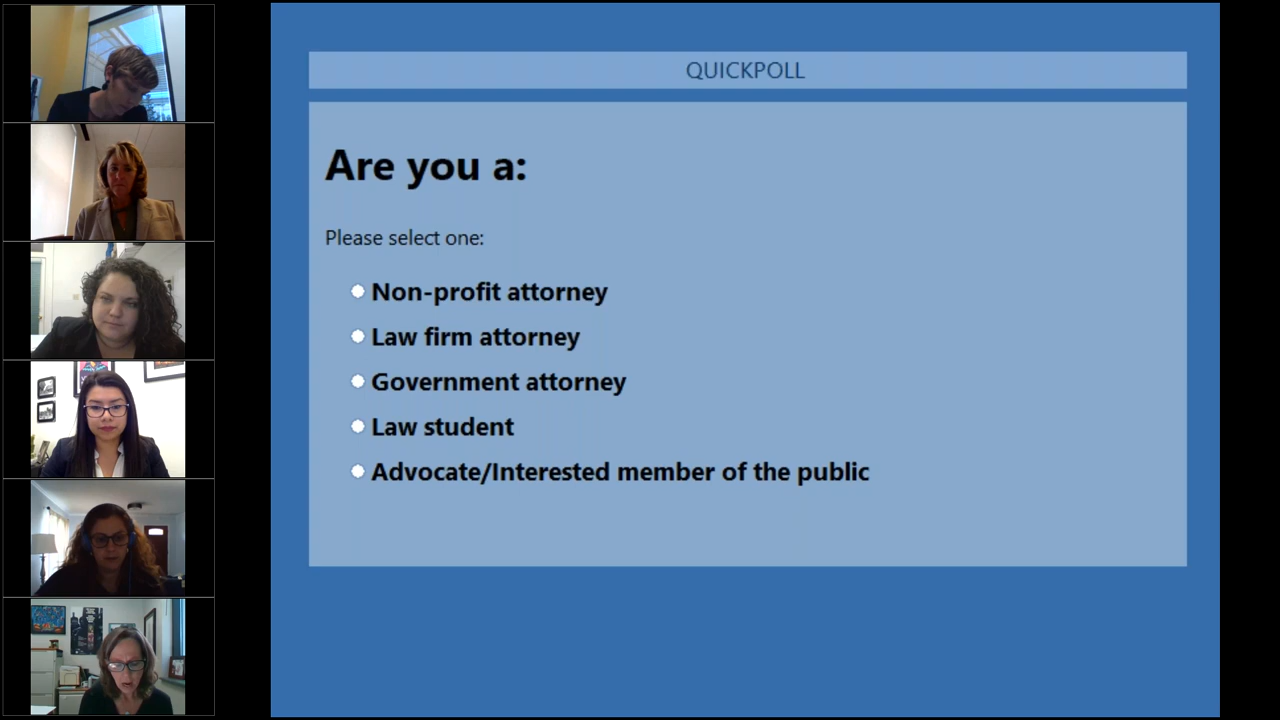 QUICKPOLL
Are you a:
Please select one:
Non-profit attorney
Law firm attorney
Government attorney
Law student
Advocate/Interested member of the public